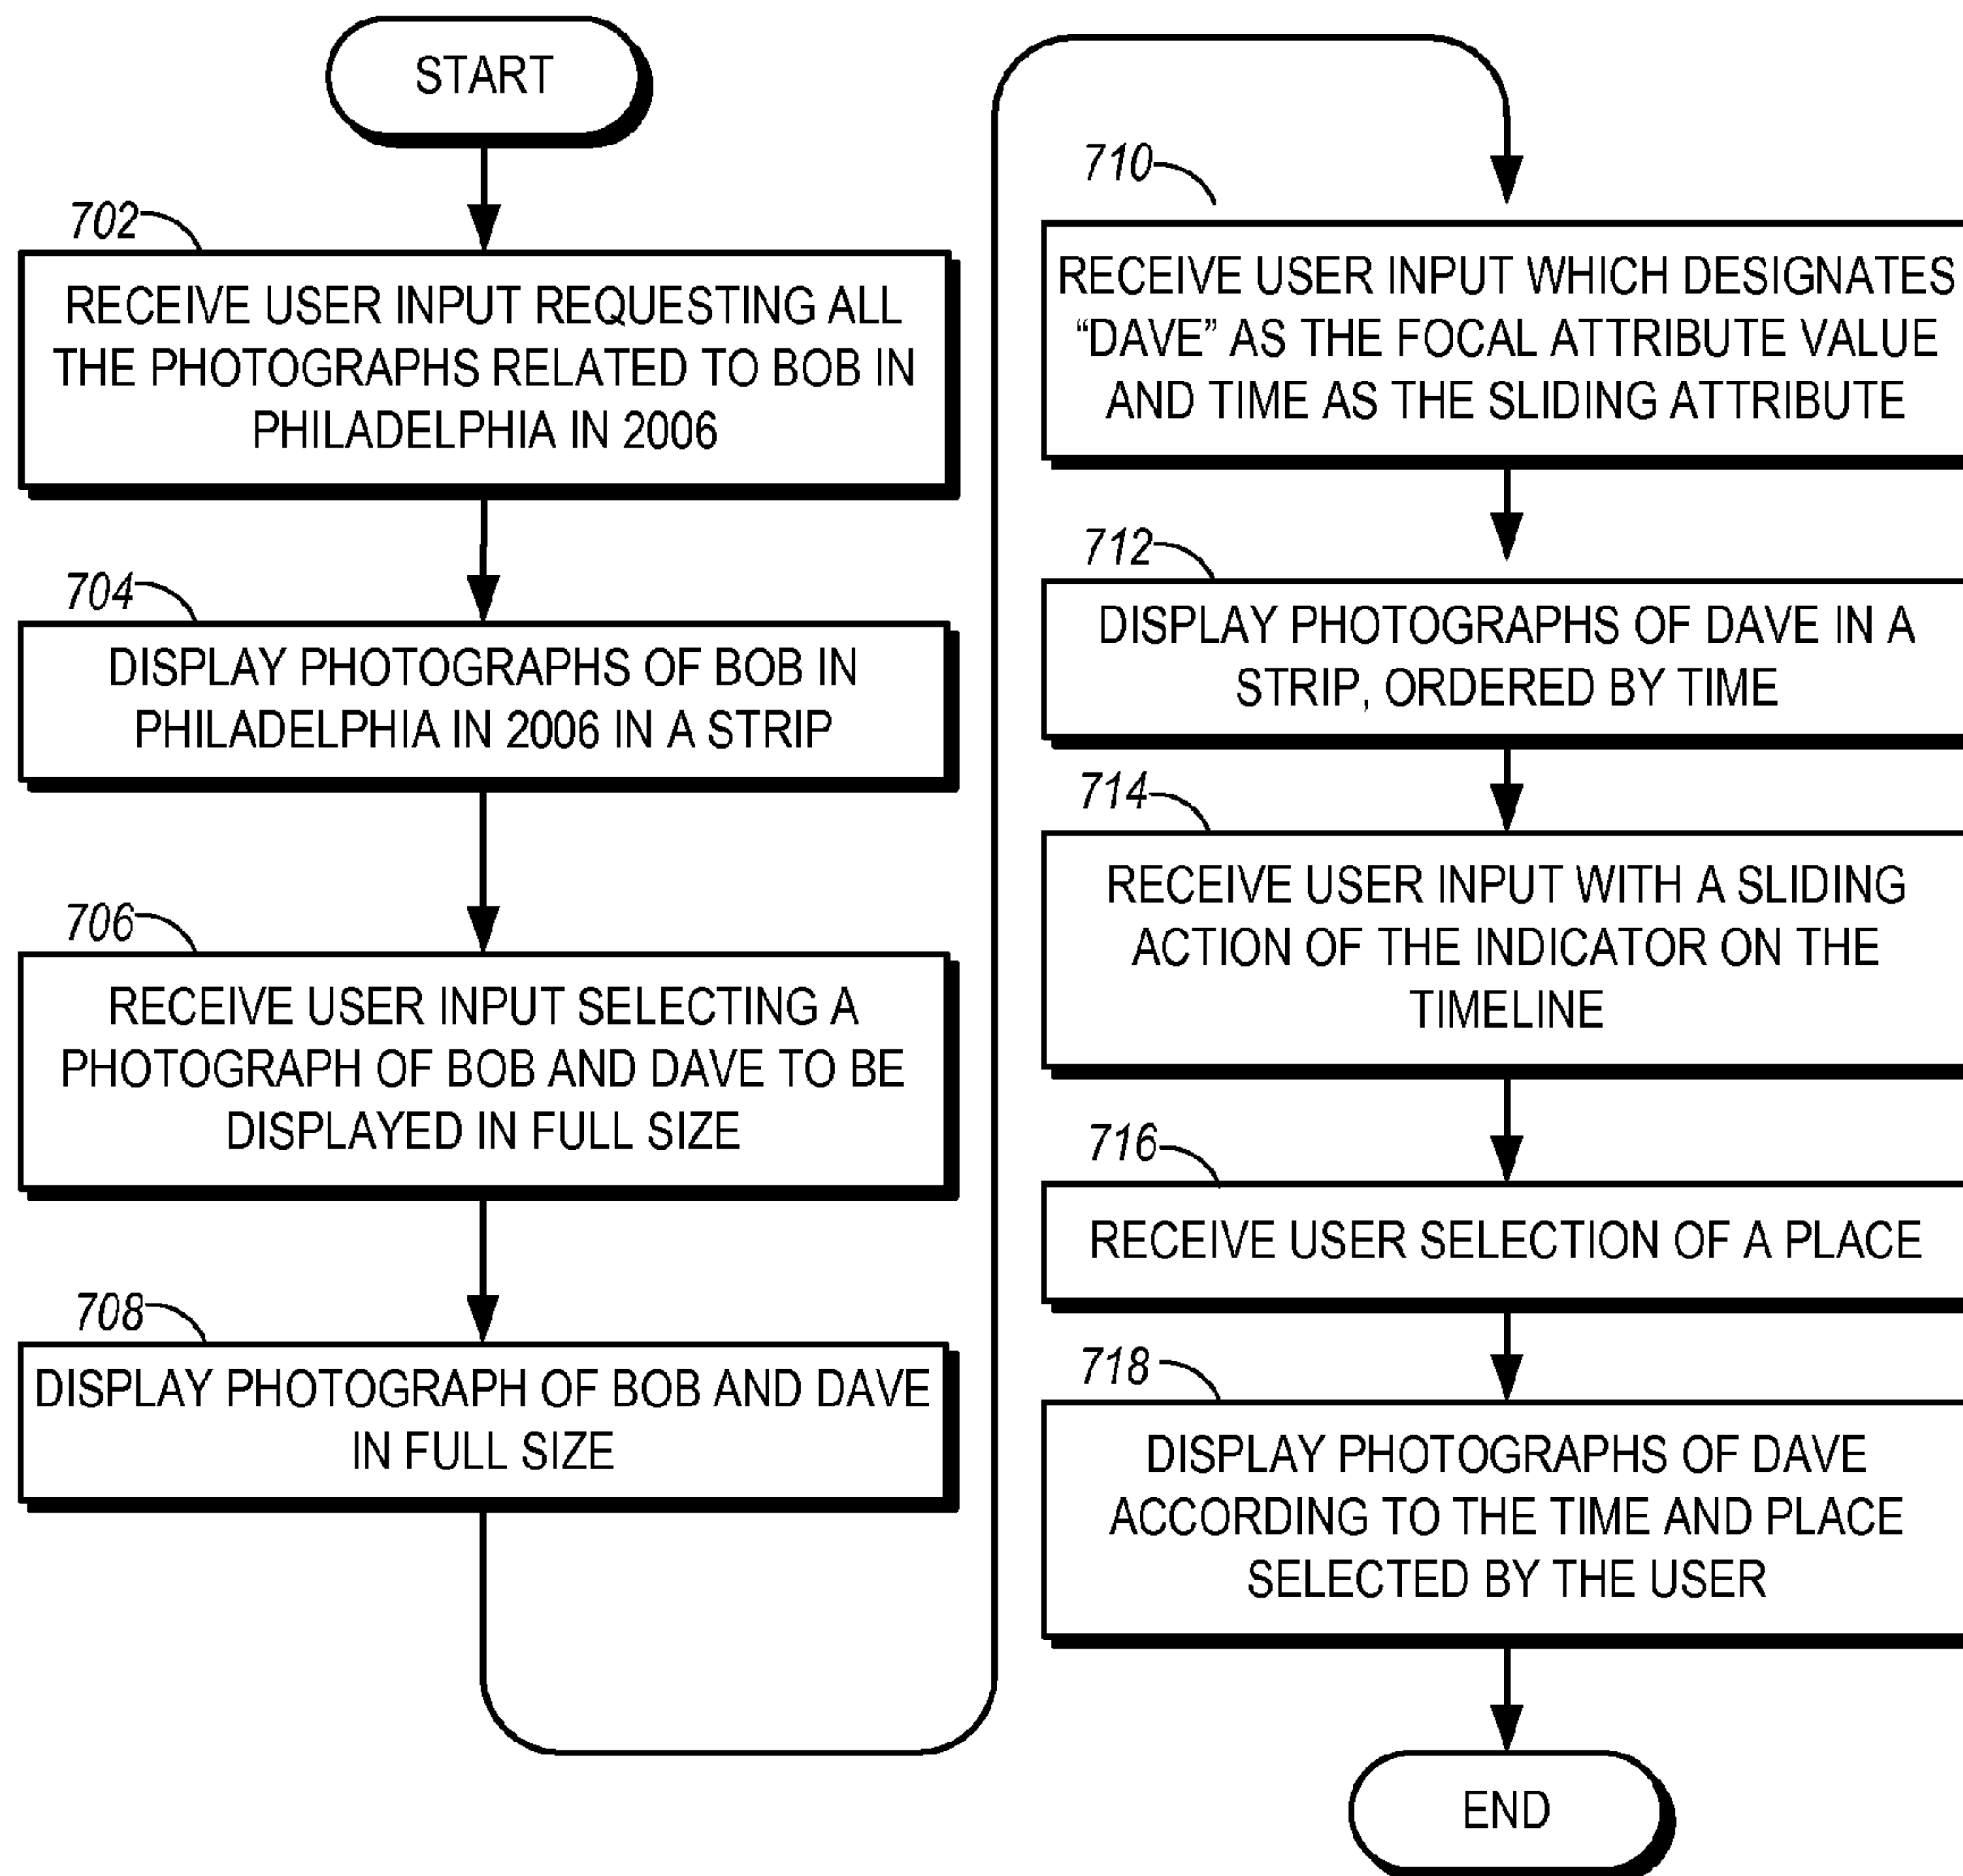 START
702
RECEIVE USER INPUT REQUESTING ALL
THE PHOTOGRAPHS RELATED TO BOB IN
PHILADELPHIA IN 2006
704
DISPLAY PHOTOGRAPHS OF BOB IN
PHILADELPHIA IN 2006 IN A STRIP
706
RECEIVE USER INPUT SELECTING A
PHOTOGRAPH OF BOB AND DAVE TO BE
DISPLAYED IN FULL SIZE
708
DISPLAY PHOTOGRAPH OF BOB AND DAVE
IN FULL SIZE
710
RECEIVE USER INPUT WHICH DESIGNATES
“DAVE” AS THE FOCAL ATTRIBUTE VALUE
AND TIME AS THE SLIDING ATTRIBUTE
712
DISPLAY PHOTOGRAPHS OF DAVE IN A
STRIP, ORDERED BY TIME
714
RECEIVE USER INPUT WITH A SLIDING
ACTION OF THE INDICATOR ON THE
TIMELINE
716
RECEIVE USER SELECTION OF A PLACE
718
DISPLAY PHOTOGRAPHS OF DAVE
ACCORDING TO THE TIME AND PLACE
SELECTED BY THE USER
END